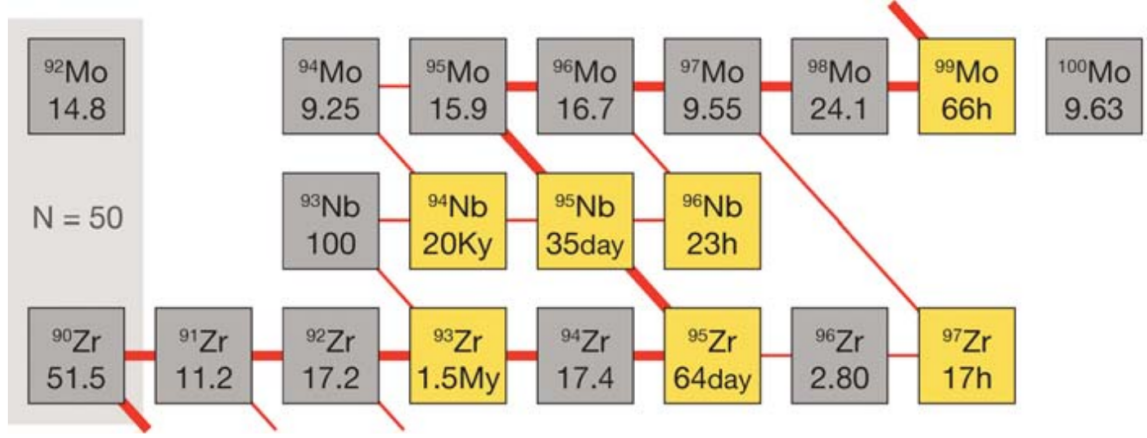 ⁹²Mo ⁹⁴Mo ⁹⁵Mo ⁹⁶Mo ⁹⁷Mo ⁹⁸Mo ⁹⁹Mo ¹⁰⁰Mo
14.8 9.25 15.9 16.7 9.55 24.1 66h 9.63
⁹³Nb ⁹⁴Nb ⁹⁵Nb ⁹⁶Nb
N = 50
100 20Ky 35day 23h
⁹⁰Zr ⁹¹Zr ⁹²Zr ⁹³Zr ⁹⁴Zr ⁹⁵Zr ⁹⁶Zr ⁹⁷Zr
51.5 11.2 17.2 1.5My 17.4 64day 2.80 17h